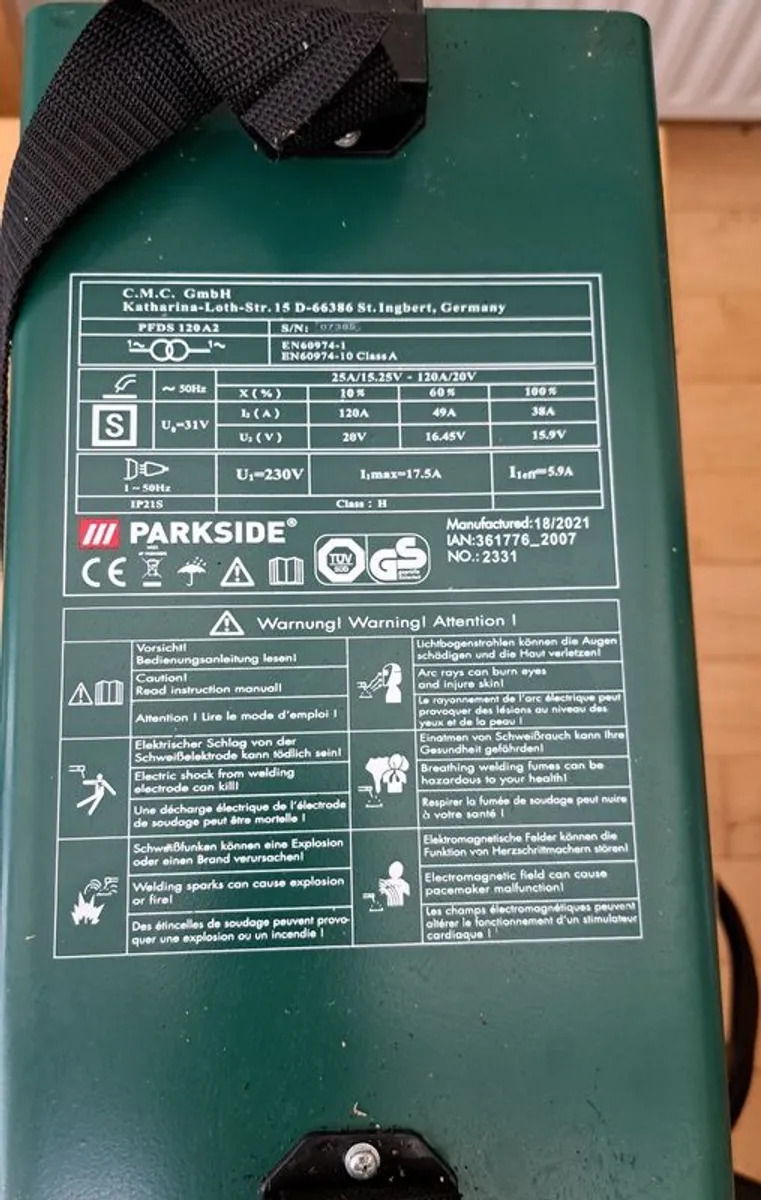 C.M.C. GmbH
Katharina-Loth-Str. 15 D-66386 St. Ingbert, Germany
PFDS 120 A2
S/N:
1~ 1~
EN60974-1
EN60974-10 Class A
~ 50Hz
25A/15.25V - 120A/20V
X ( % ) 10 % 60 % 100 %
S
U₀=31V
I₂ ( A ) 120A 49A 38A
U₂ ( V ) 20V 16.45V 15.9V
1 ~ 50Hz
U₁=230V
I₁max=17.5A
I₁eff=5.9A
IP21S
Class : H
PARKSIDE®
Manufactured: 18/2021
IAN: 361776_2007
NO.: 2331
CE
TÜV
SÜD
GS
geprüfte
Sicherheit
Warnung! Warning! Attention !
Vorsicht!
Bedienungsanleitung lesen!
Caution!
Read instruction manual!
Attention ! Lire le mode d'emploi !
Lichtbogenstrahlen können die Augen
schädigen und die Haut verletzen!
Arc rays can burn eyes
and injure skin!
Le rayonnement de l'arc électrique peut
provoquer des lésions au niveau des
yeux et de la peau !
Elektrischer Schlag von der
Schweißelektrode kann tödlich sein!
Electric shock from welding
electrode can kill!
Une décharge électrique de l'électrode
de soudage peut être mortelle !
Einatmen von Schweißrauch kann Ihre
Gesundheit gefährden!
Breathing welding fumes can be
hazardous to your health!
Respirer la fumée de soudage peut nuire
à votre santé !
Schweißfunken können eine Explosion
oder einen Brand verursachen!
Welding sparks can cause explosion
or fire!
Des étincelles de soudage peuvent provo-
quer une explosion ou un incendie !
Elektromagnetische Felder können die
Funktion von Herzschrittmachern stören!
Electromagnetic field can cause
pacemaker malfunction!
Les champs électromagnétiques peuvent
altérer le fonctionnement d'un stimulateur
cardiaque !